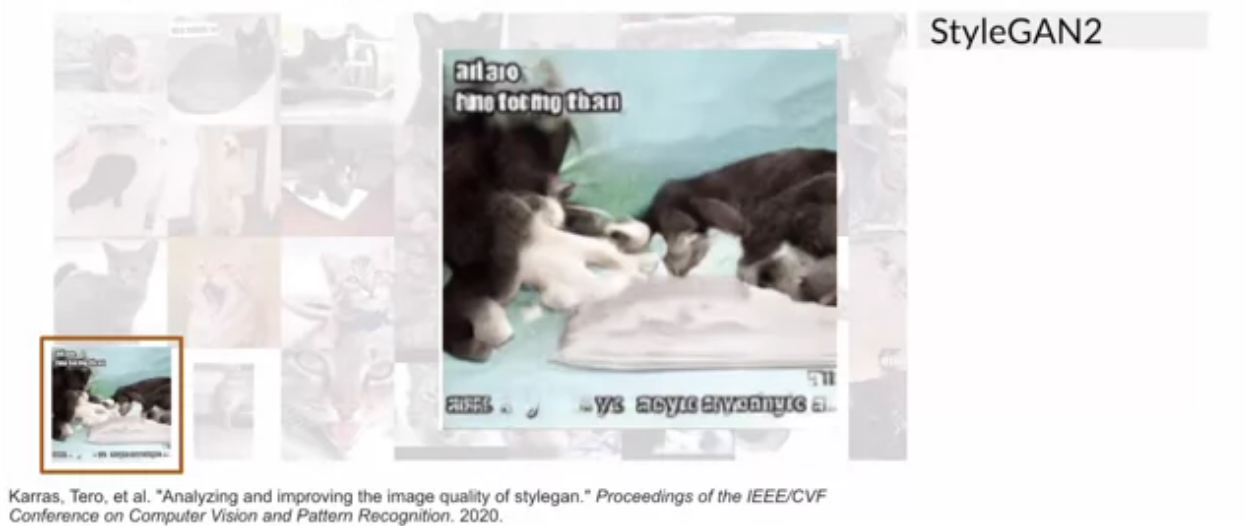 StyleGAN2
Karras, Tero, et al. "Analyzing and improving the image quality of stylegan." Proceedings of the IEEE/CVF
Conference on Computer Vision and Pattern Recognition. 2020.